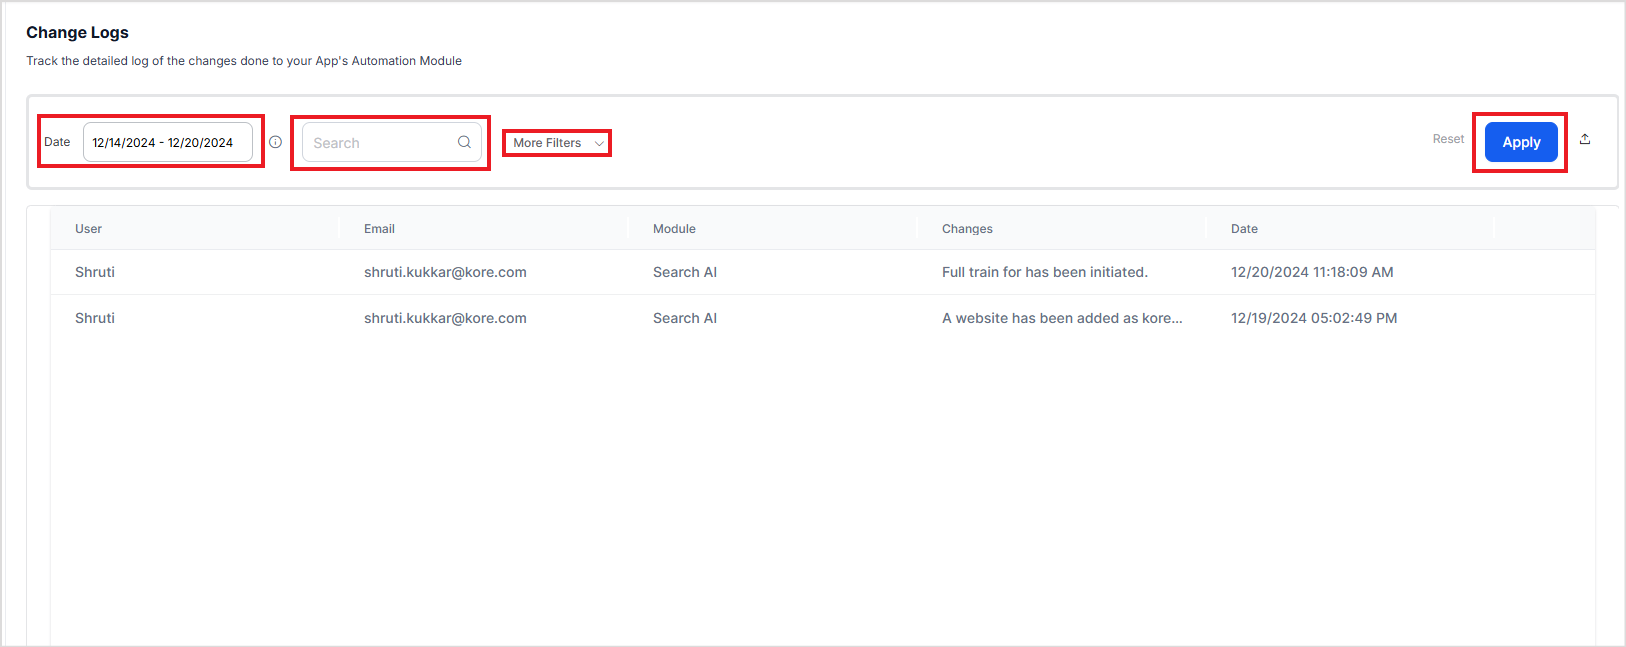 Change Logs
Track the detailed log of the changes done to your App's Automation Module
Date 12/14/2024 - 12/20/2024 Search More Filters Reset Apply
User Email Module Changes Date
Shruti shruti.kukkar@kore.com Search AI Full train for has been initiated. 12/20/2024 11:18:09 AM
Shruti shruti.kukkar@kore.com Search AI A website has been added as kore... 12/19/2024 05:02:49 PM